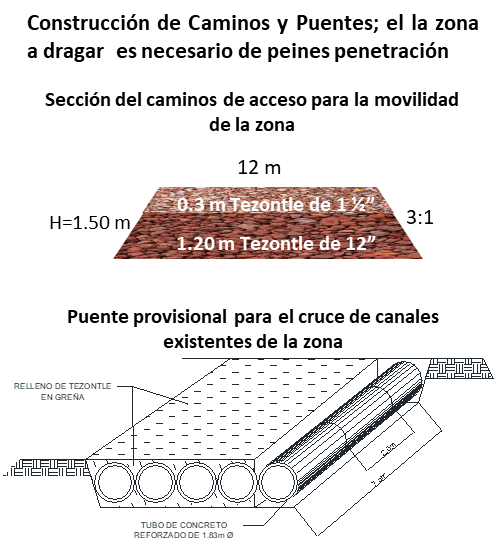 Construcción de Caminos y Puentes; el la zona
a dragar es necesario de peines penetración
Sección del caminos de acceso para la movilidad
de la zona
12 m
0.3 m Tezontle de 1 ½”
H=1.50 m
3:1
1.20 m Tezontle de 12”
Puente provisional para el cruce de canales
existentes de la zona
RELLENO DE TEZONTLE
EN GREÑA
TUBO DE CONCRETO
REFORZADO DE 1.83m Ø